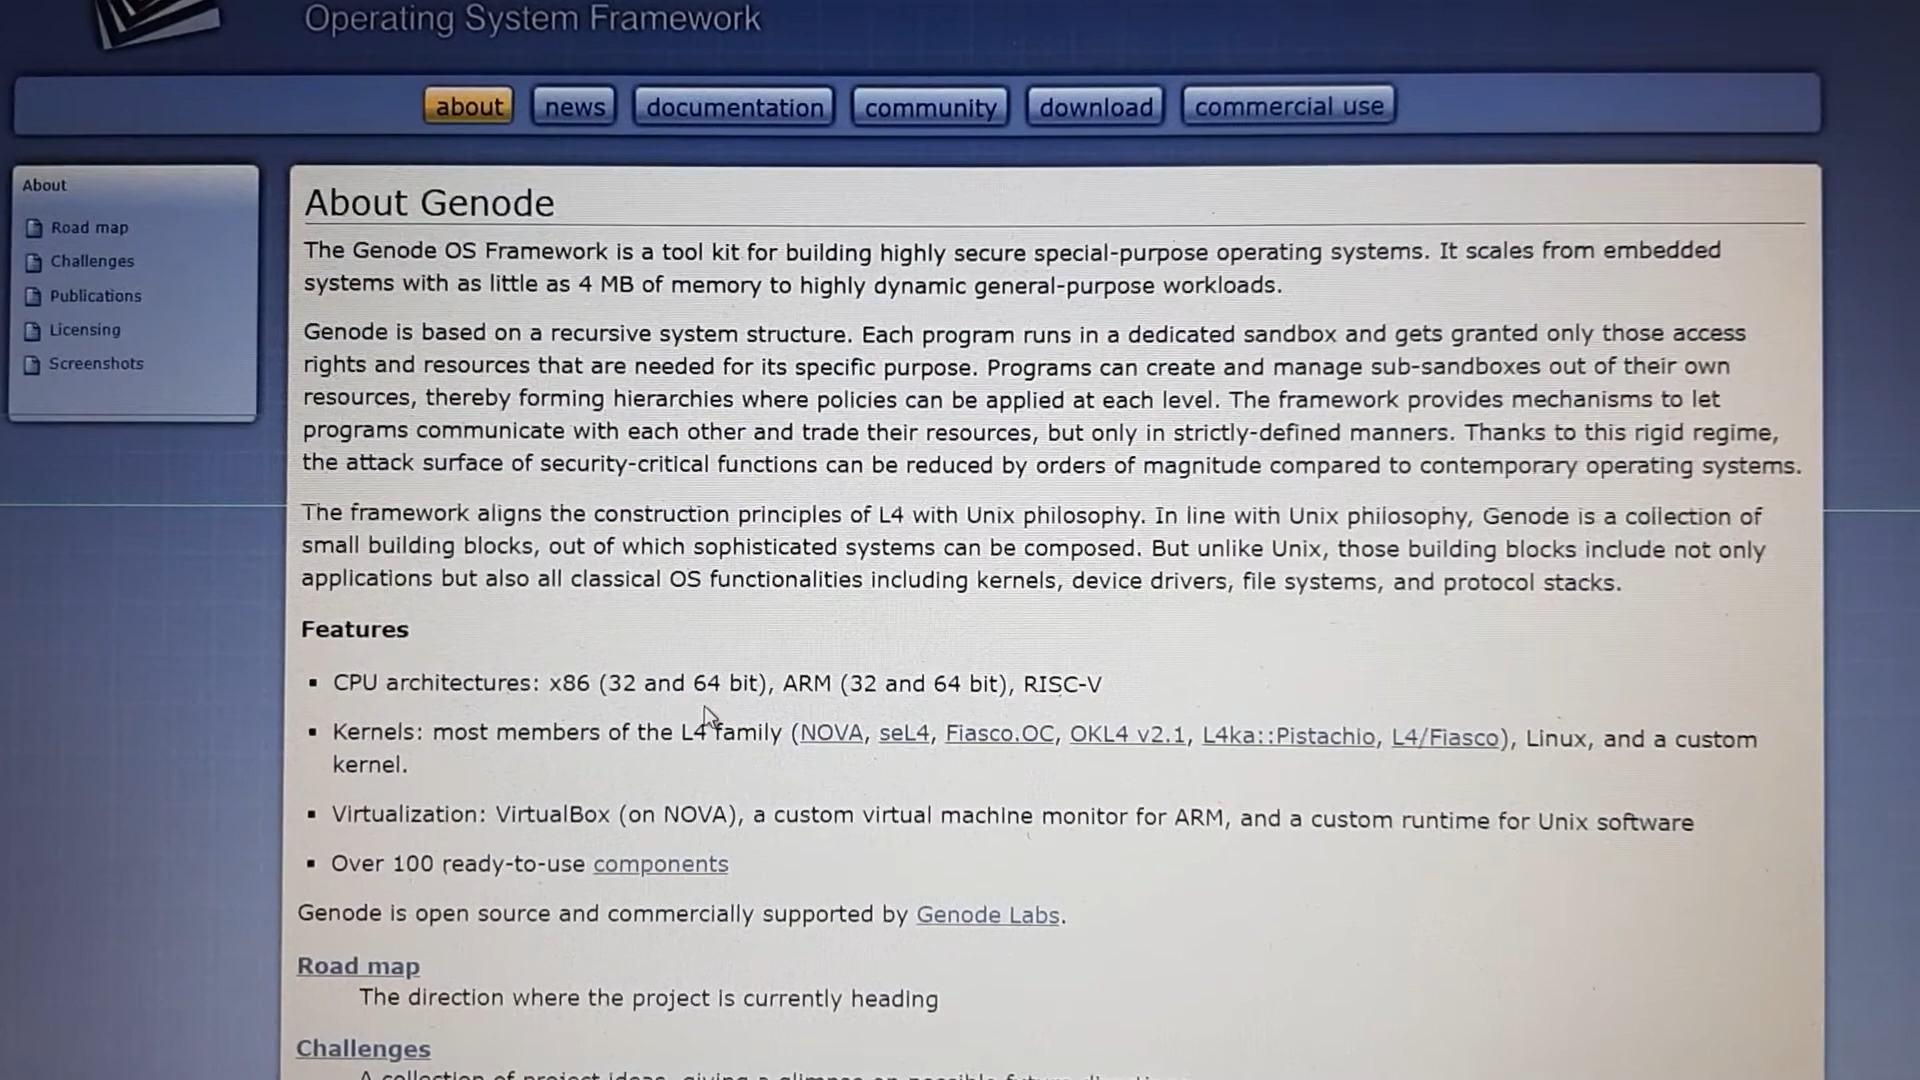 Operating System Framework
about news documentation community download commercial use
About
Road map
Challenges
Publications
Licensing
Screenshots
About Genode
The Genode OS Framework is a tool kit for building highly secure special-purpose operating systems. It scales from embedded
systems with as little as 4 MB of memory to highly dynamic general-purpose workloads.
Genode is based on a recursive system structure. Each program runs in a dedicated sandbox and gets granted only those access
rights and resources that are needed for its specific purpose. Programs can create and manage sub-sandboxes out of their own
resources, thereby forming hierarchies where policies can be applied at each level. The framework provides mechanisms to let
programs communicate with each other and trade their resources, but only in strictly-defined manners. Thanks to this rigid regime,
the attack surface of security-critical functions can be reduced by orders of magnitude compared to contemporary operating systems.
The framework aligns the construction principles of L4 with Unix philosophy. In line with Unix philosophy, Genode is a collection of
small building blocks, out of which sophisticated systems can be composed. But unlike Unix, those building blocks include not only
applications but also all classical OS functionalities including kernels, device drivers, file systems, and protocol stacks.
Features
▪ CPU architectures: x86 (32 and 64 bit), ARM (32 and 64 bit), RISC-V
▪ Kernels: most members of the L4 family (NOVA, seL4, Fiasco.OC, OKL4 v2.1, L4ka::Pistachio, L4/Fiasco), Linux, and a custom
kernel.
▪ Virtualization: VirtualBox (on NOVA), a custom virtual machine monitor for ARM, and a custom runtime for Unix software
▪ Over 100 ready-to-use components
Genode is open source and commercially supported by Genode Labs.
Road map
The direction where the project is currently heading
Challenges
A collection of project ideas, giving a glimpse on possible future